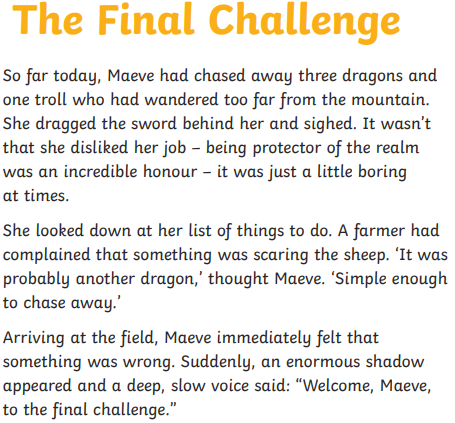 The Final Challenge
So far today, Maeve had chased away three dragons and
one troll who had wandered too far from the mountain.
She dragged the sword behind her and sighed. It wasn’t
that she disliked her job – being protector of the realm
was an incredible honour – it was just a little boring
at times.
She looked down at her list of things to do. A farmer had
complained that something was scaring the sheep. ‘It was
probably another dragon,’ thought Maeve. ‘Simple enough
to chase away.’
Arriving at the field, Maeve immediately felt that
something was wrong. Suddenly, an enormous shadow
appeared and a deep, slow voice said: “Welcome, Maeve,
to the final challenge.”